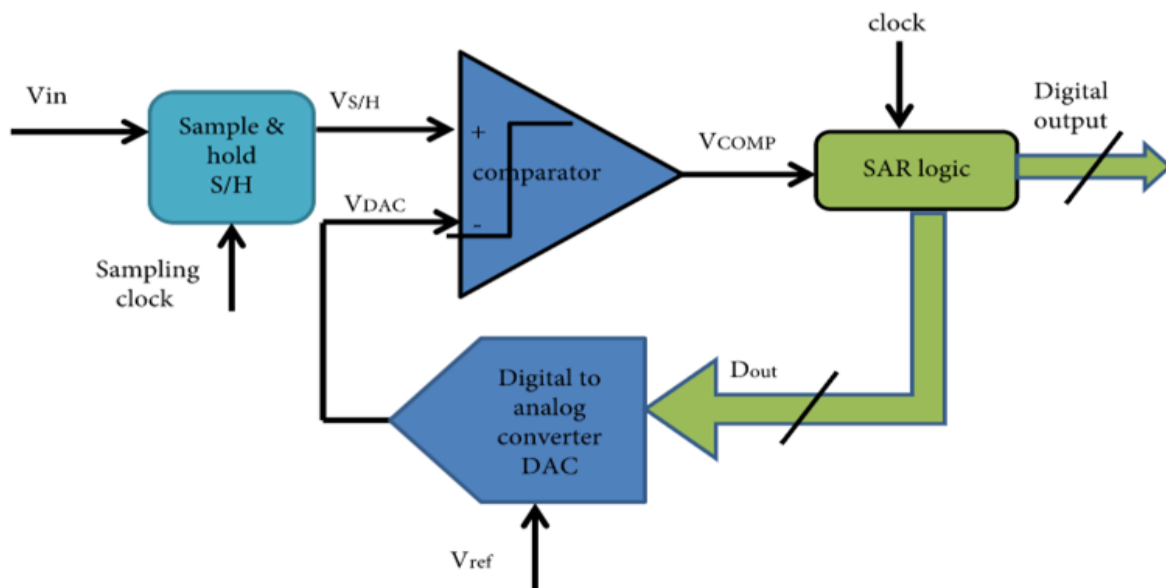 clock
Vin
VS/H
Digital
output
Sample &
hold
S/H
+
comparator
VCOMP
SAR logic
VDAC
-
Sampling
clock
Digital to
analog
converter
DAC
Dout
Vref